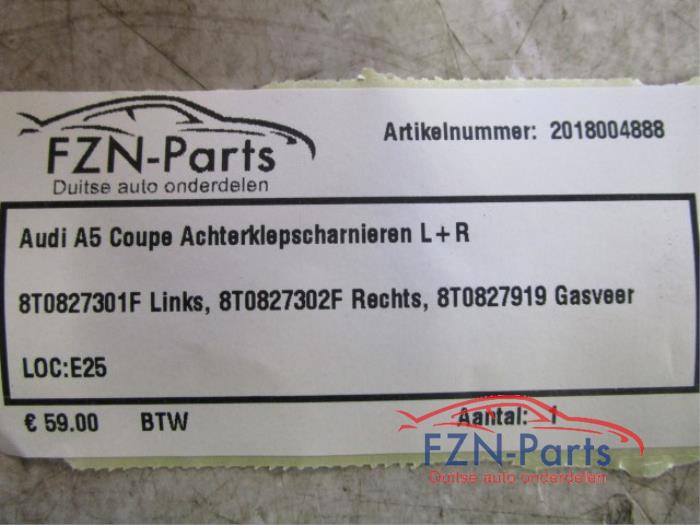 FZN-Parts
Duitse auto onderdelen
Artikelnummer: 2018004888
Audi A5 Coupe Achterklepscharnieren L+R
8T0827301F Links, 8T0827302F Rechts, 8T0827919 Gasveer
LOC:E25
€ 59.00 BTW Aantal: 1
FZN-Parts
Duitse auto onderdelen